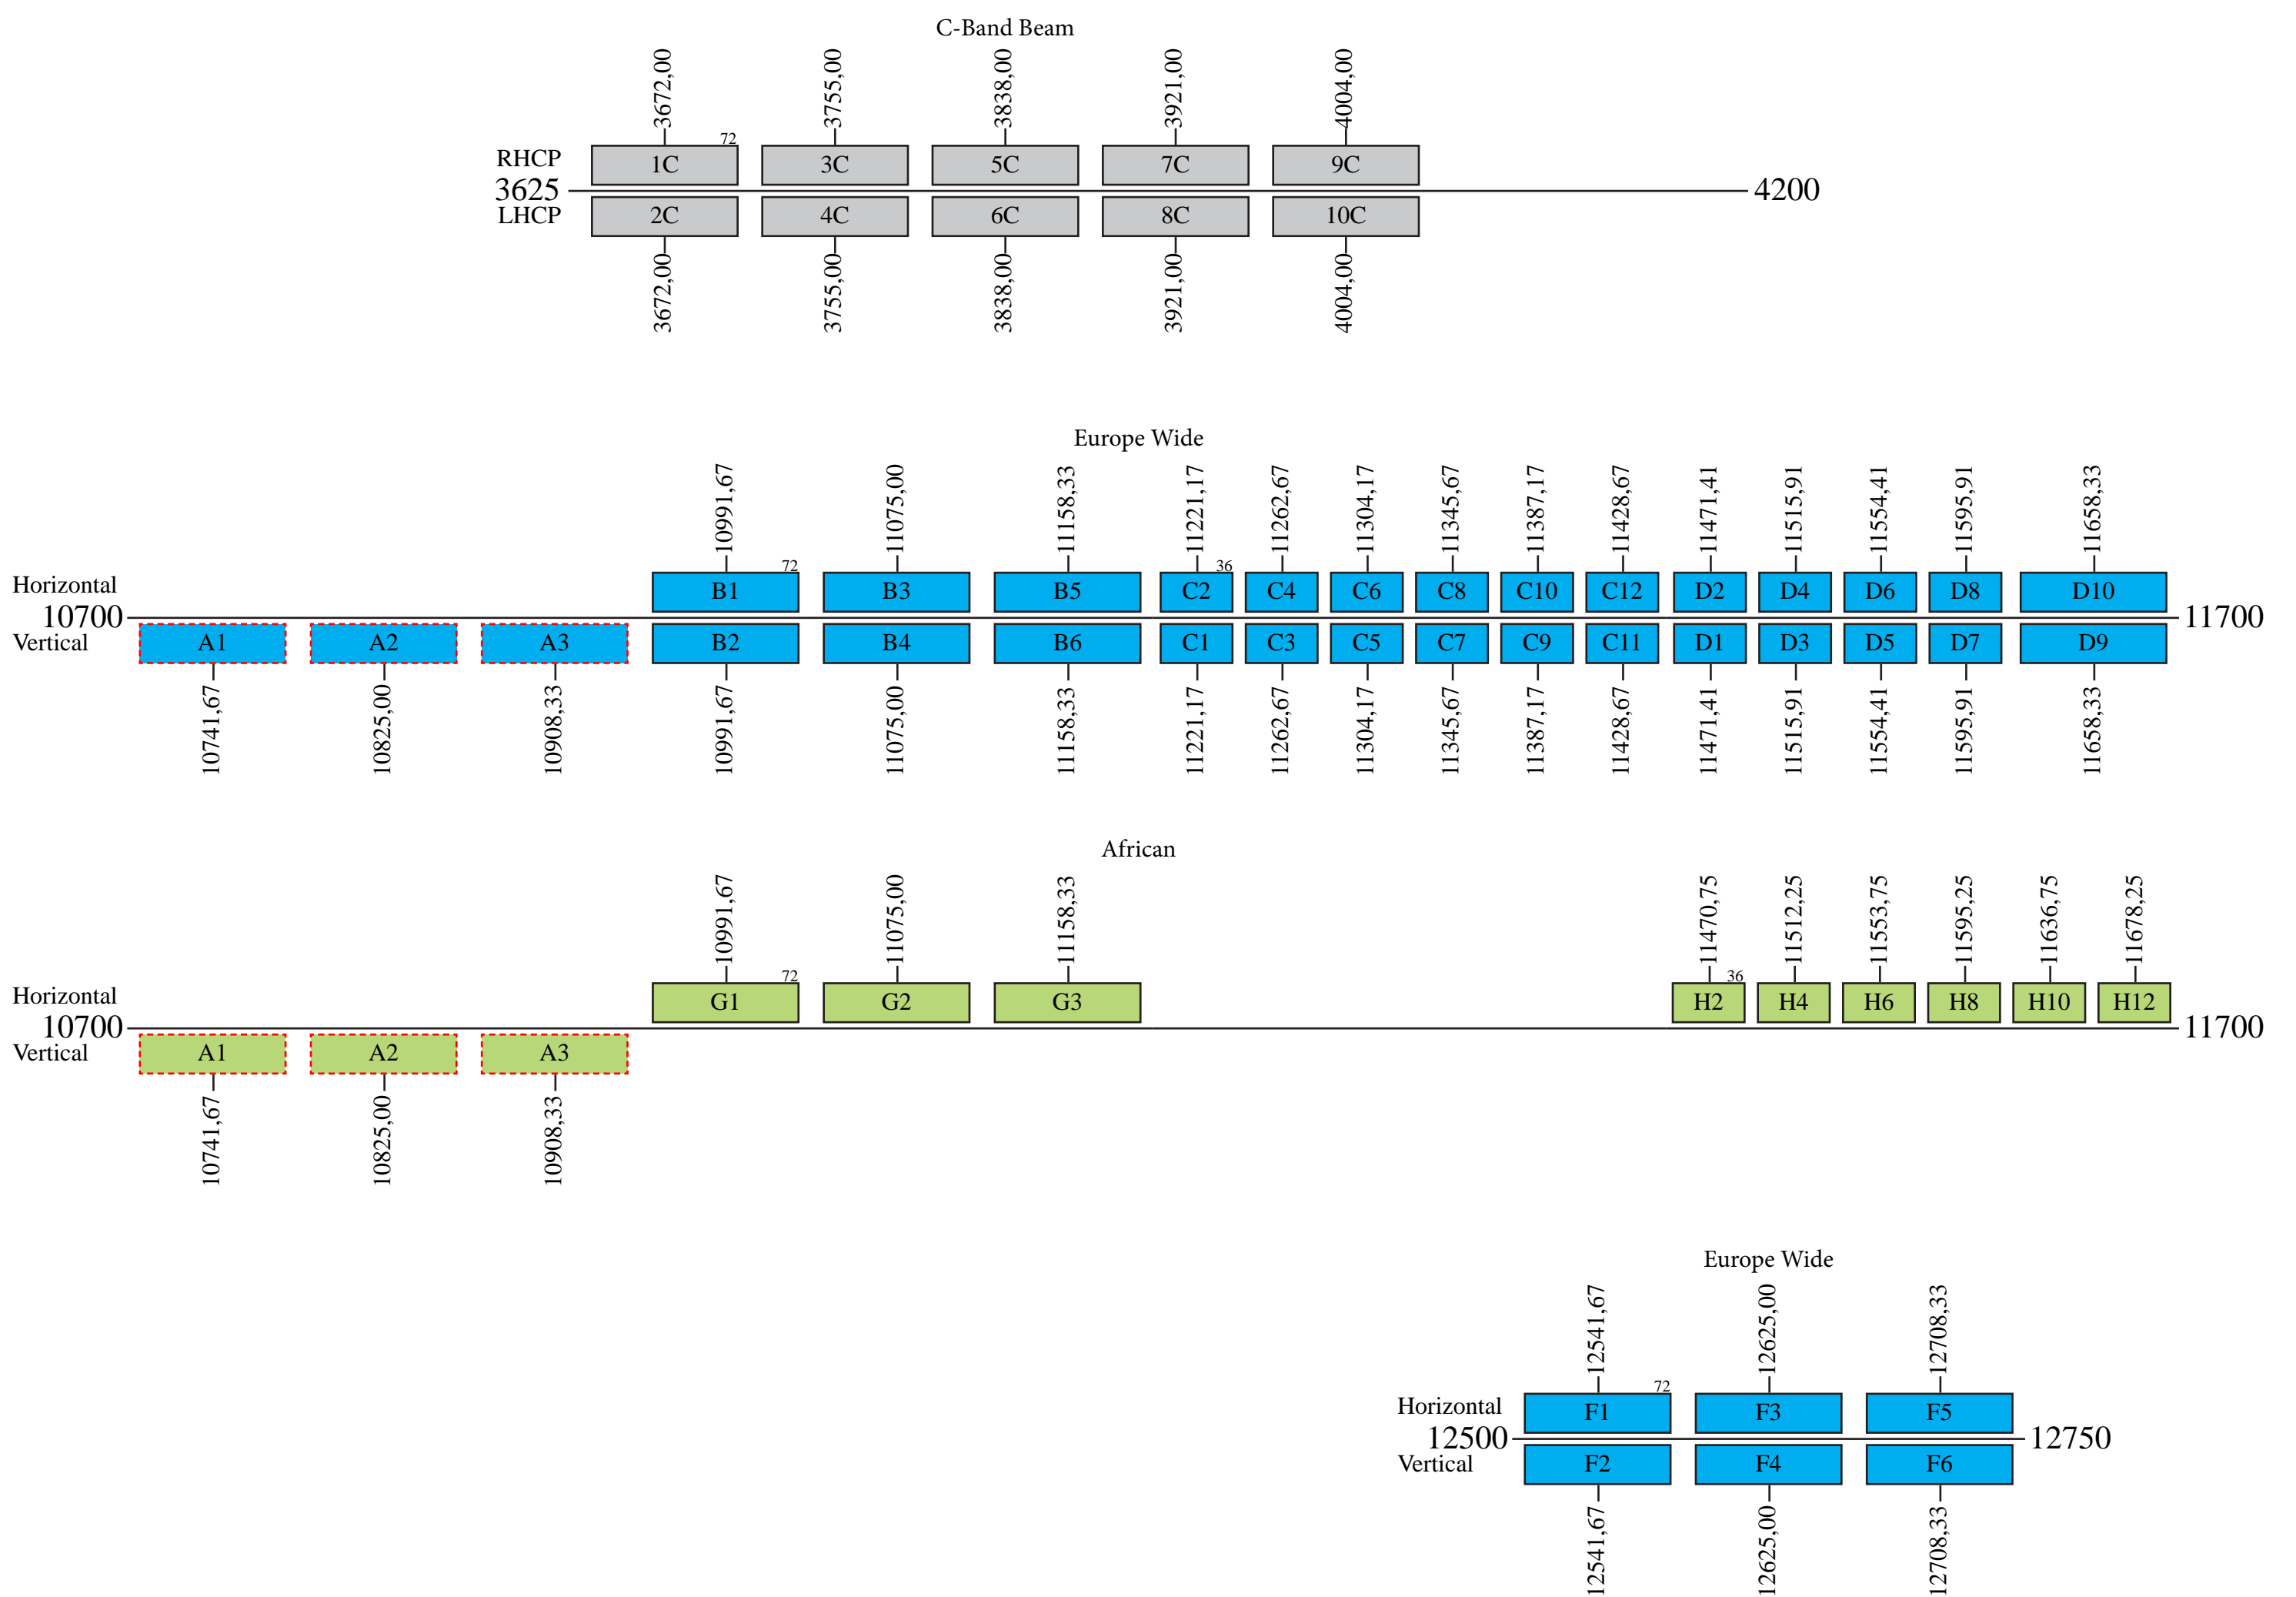 C-Band Beam
3672,00 3755,00 3838,00 3921,00 4004,00
72
RHCP 1C 3C 5C 7C 9C
3625 4200
LHCP 2C 4C 6C 8C 10C
3672,00 3755,00 3838,00 3921,00 4004,00
Europe Wide
10991,67 11075,00 11158,33 11221,17 11262,67 11304,17 11345,67 11387,17 11428,67 11471,41 11515,91 11554,41 11595,91 11658,33
72 36
Horizontal B1 B3 B5 C2 C4 C6 C8 C10 C12 D2 D4 D6 D8 D10
10700 11700
Vertical A1 A2 A3 B2 B4 B6 C1 C3 C5 C7 C9 C11 D1 D3 D5 D7 D9
10741,67 10825,00 10908,33 10991,67 11075,00 11158,33 11221,17 11262,67 11304,17 11345,67 11387,17 11428,67 11471,41 11515,91 11554,41 11595,91 11658,33
African
10991,67 11075,00 11158,33 11470,75 11512,25 11553,75 11595,25 11636,75 11678,25
72 36
Horizontal G1 G2 G3 H2 H4 H6 H8 H10 H12
10700 11700
Vertical A1 A2 A3
10741,67 10825,00 10908,33
Europe Wide
12541,67 12625,00 12708,33
72
Horizontal F1 F3 F5
12500 12750
Vertical F2 F4 F6
12541,67 12625,00 12708,33